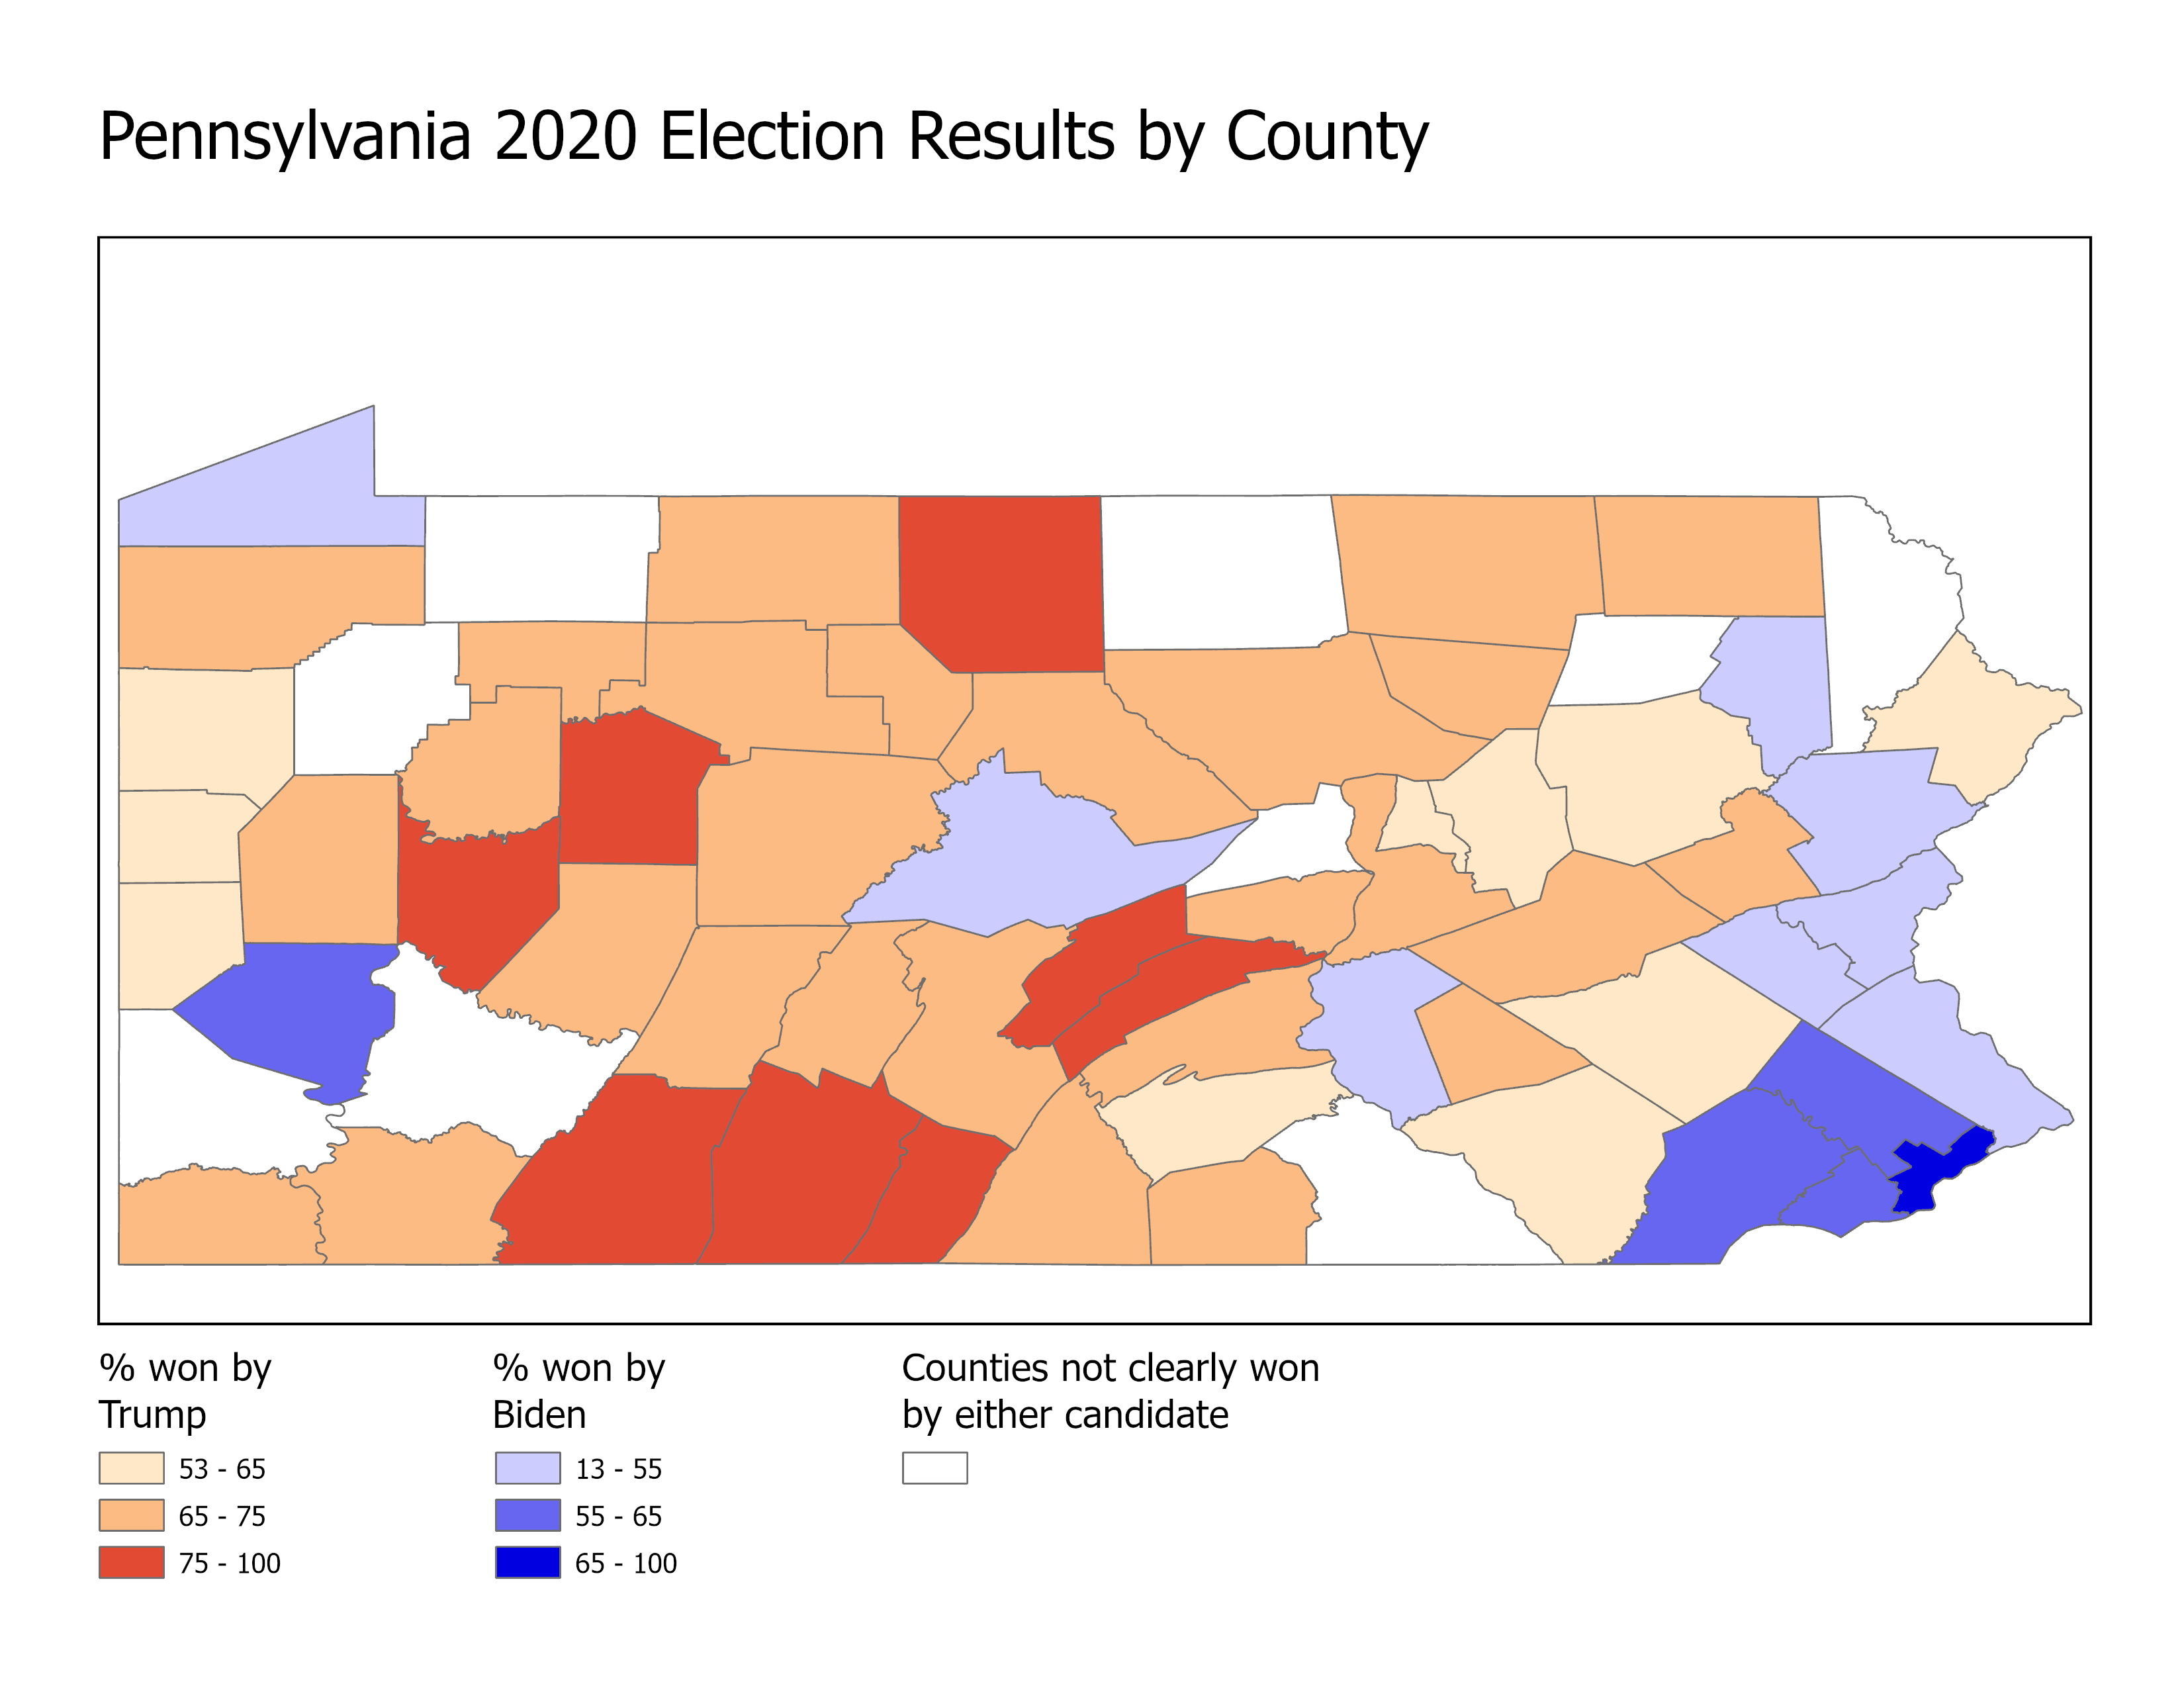 Pennsylvania 2020 Election Results by County
% won by
Trump
53 - 65
65 - 75
75 - 100
% won by
Biden
13 - 55
55 - 65
65 - 100
Counties not clearly won
by either candidate